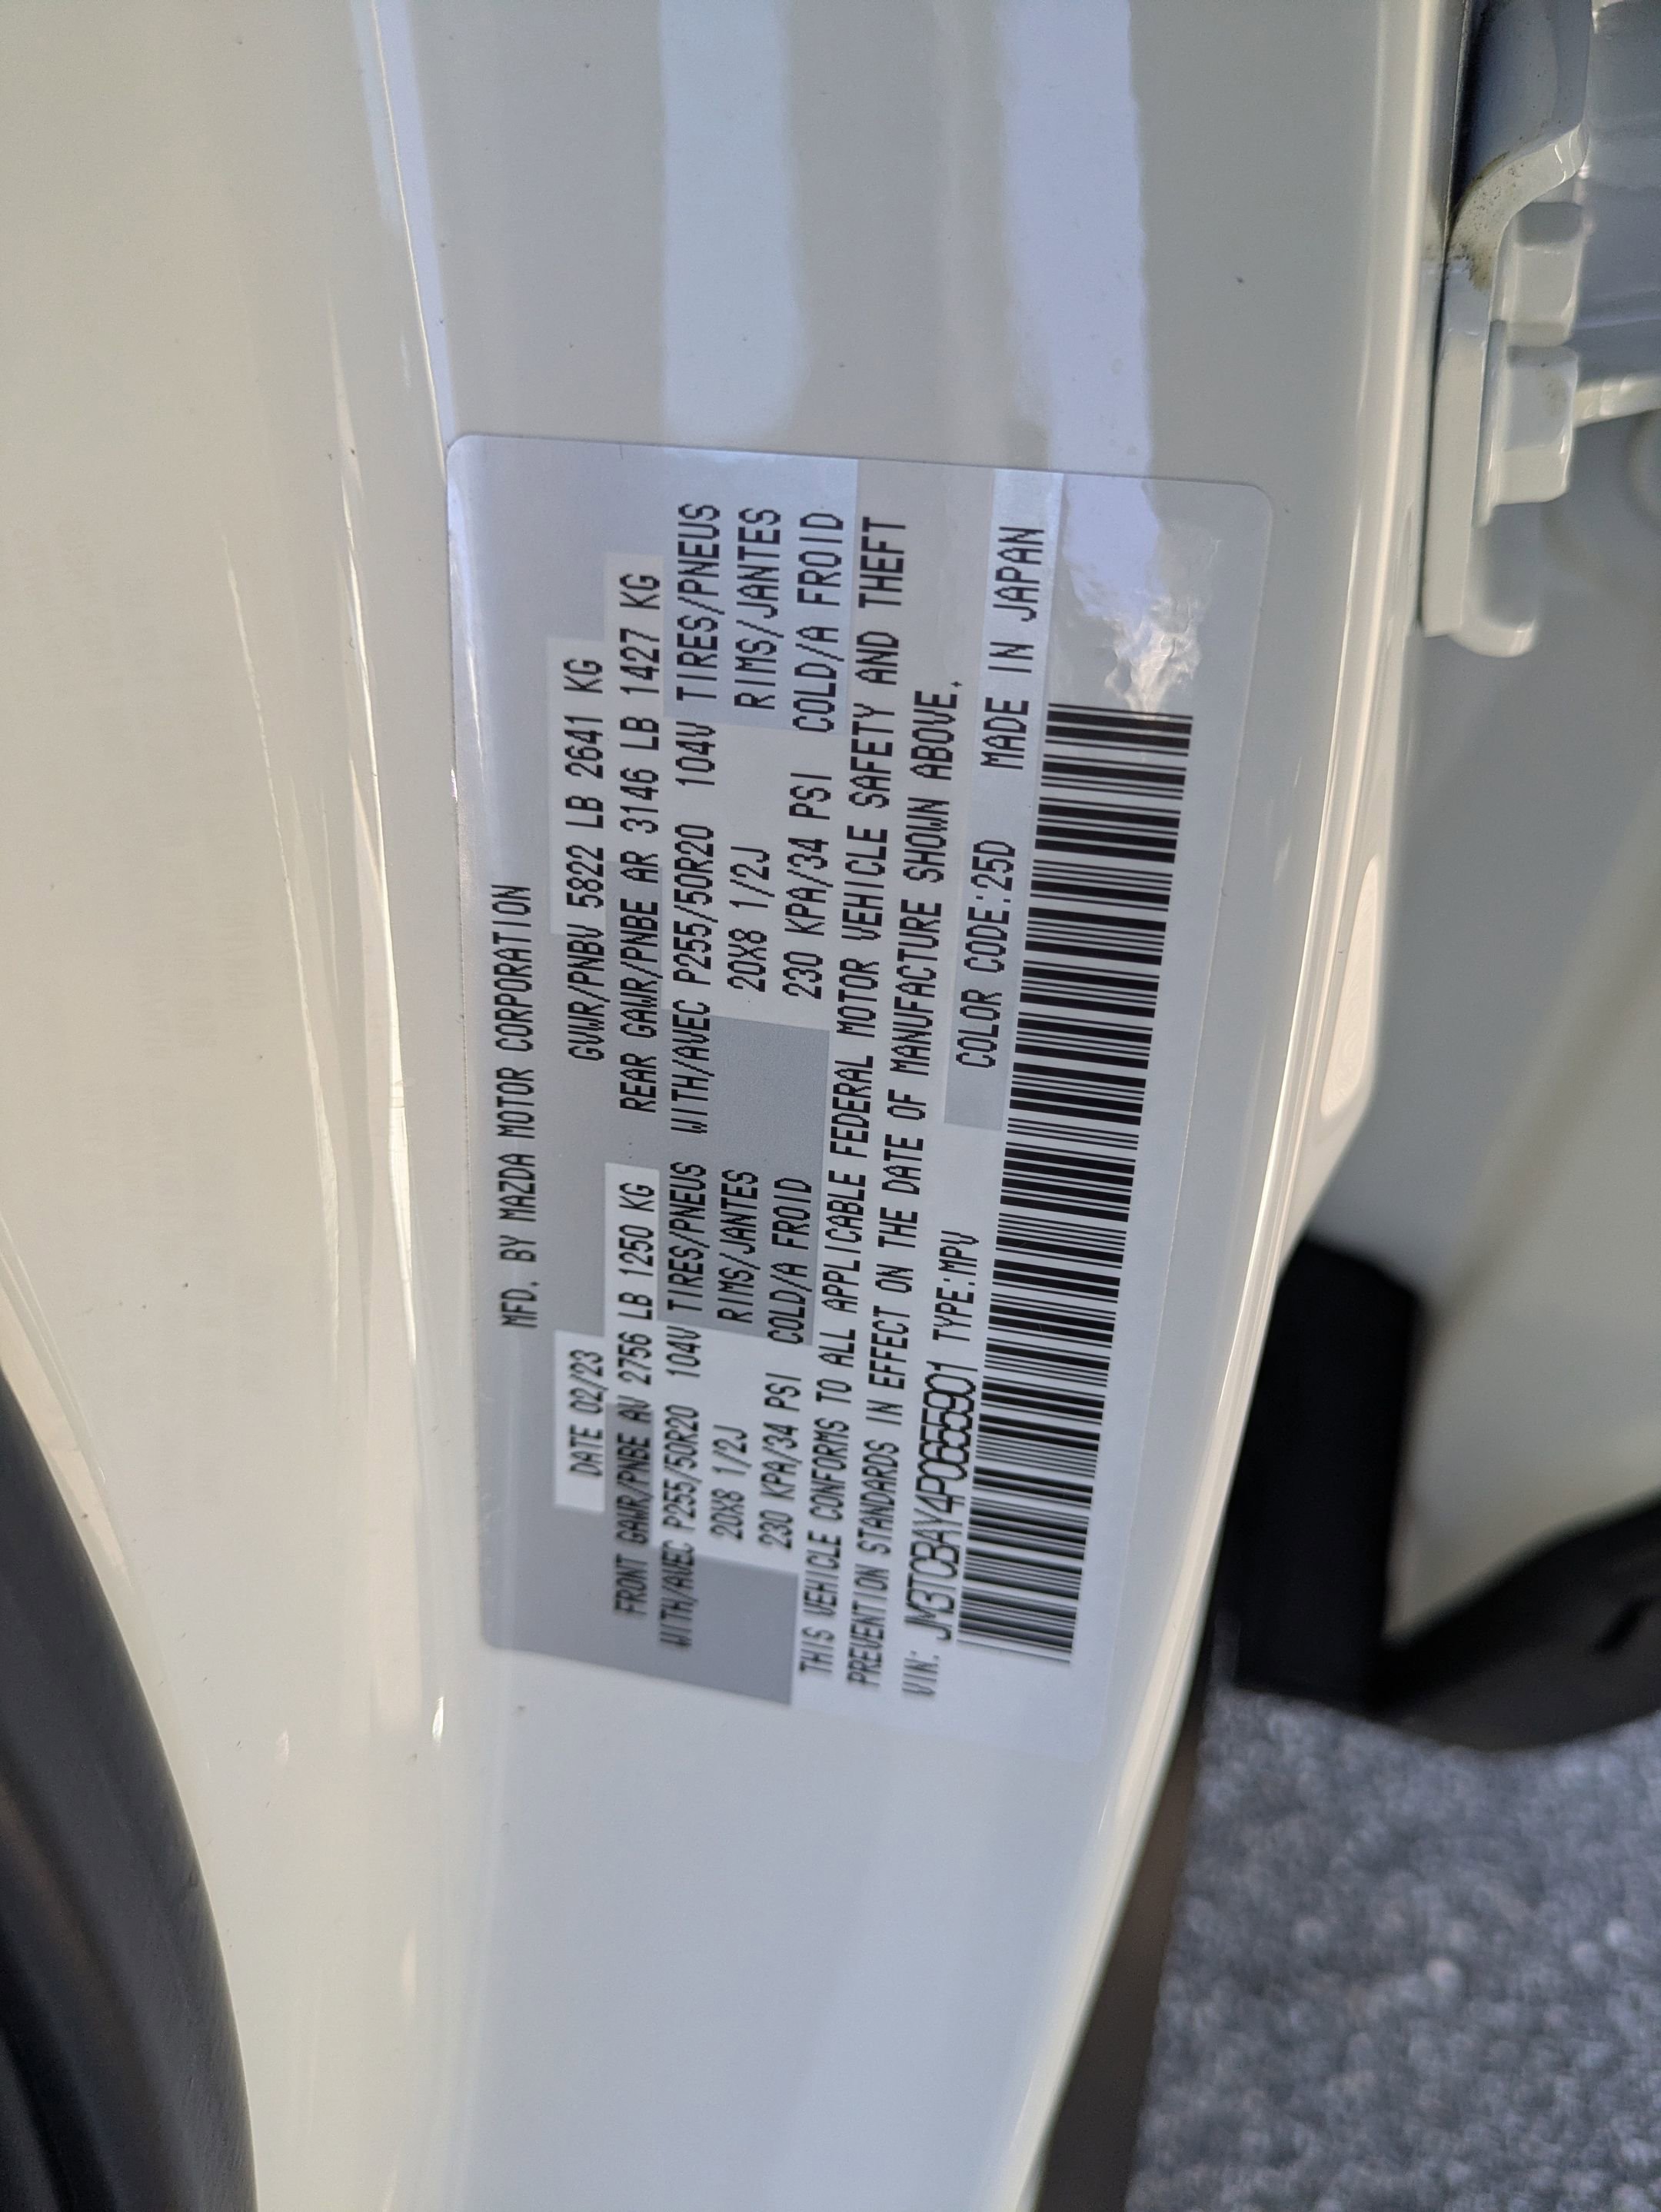 MFD. BY MAZDA MOTOR CORPORATION
DATE 02/23 GVWR/PNBV 5822 LB 2641 KG
FRONT GAWR/PNBE AV 2756 LB 1250 KG REAR GAWR/PNBE AR 3146 LB 1427 KG
WITH/AVEC P255/50R20 104V TIRES/PNEUS WITH/AVEC P255/50R20 104V TIRES/PNEUS
20X8 1/2J RIMS/JANTES 20X8 1/2J RIMS/JANTES
230 KPA/34 PSI COLD/A FROID 230 KPA/34 PSI COLD/A FROID
THIS VEHICLE CONFORMS TO ALL APPLICABLE FEDERAL MOTOR VEHICLE SAFETY AND THEFT
PREVENTION STANDARDS IN EFFECT ON THE DATE OF MANUFACTURE SHOWN ABOVE.
VIN: JM3TCBAY4P0655901 TYPE:MPV COLOR CODE:25D MADE IN JAPAN